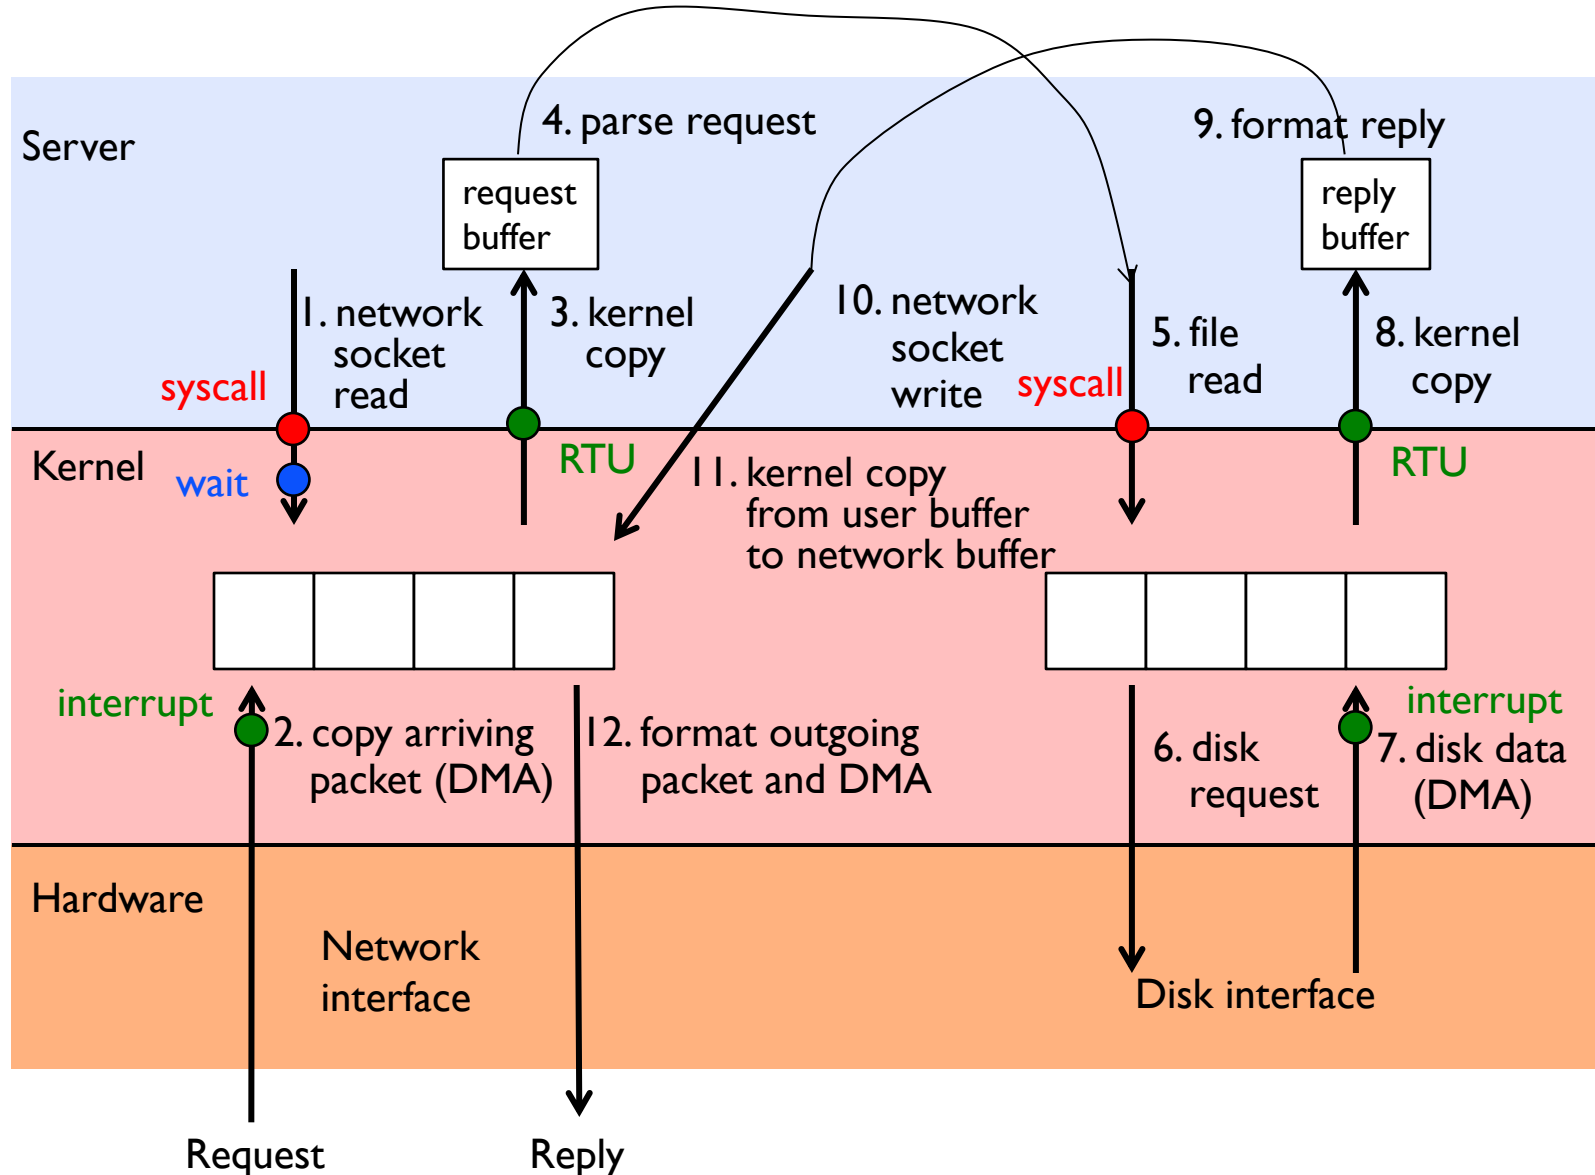 4. parse request
9. format reply
Server
request
buffer
reply
buffer
1. network
socket
read
3. kernel
copy
10. network
socket
write
5. file
read
8. kernel
copy
syscall
syscall
Kernel
wait
RTU
11. kernel copy
from user buffer
to network buffer
RTU
interrupt
2. copy arriving
packet (DMA)
12. format outgoing
packet and DMA
6. disk
request
interrupt
7. disk data
(DMA)
Hardware
Network
interface
Disk interface
Request
Reply